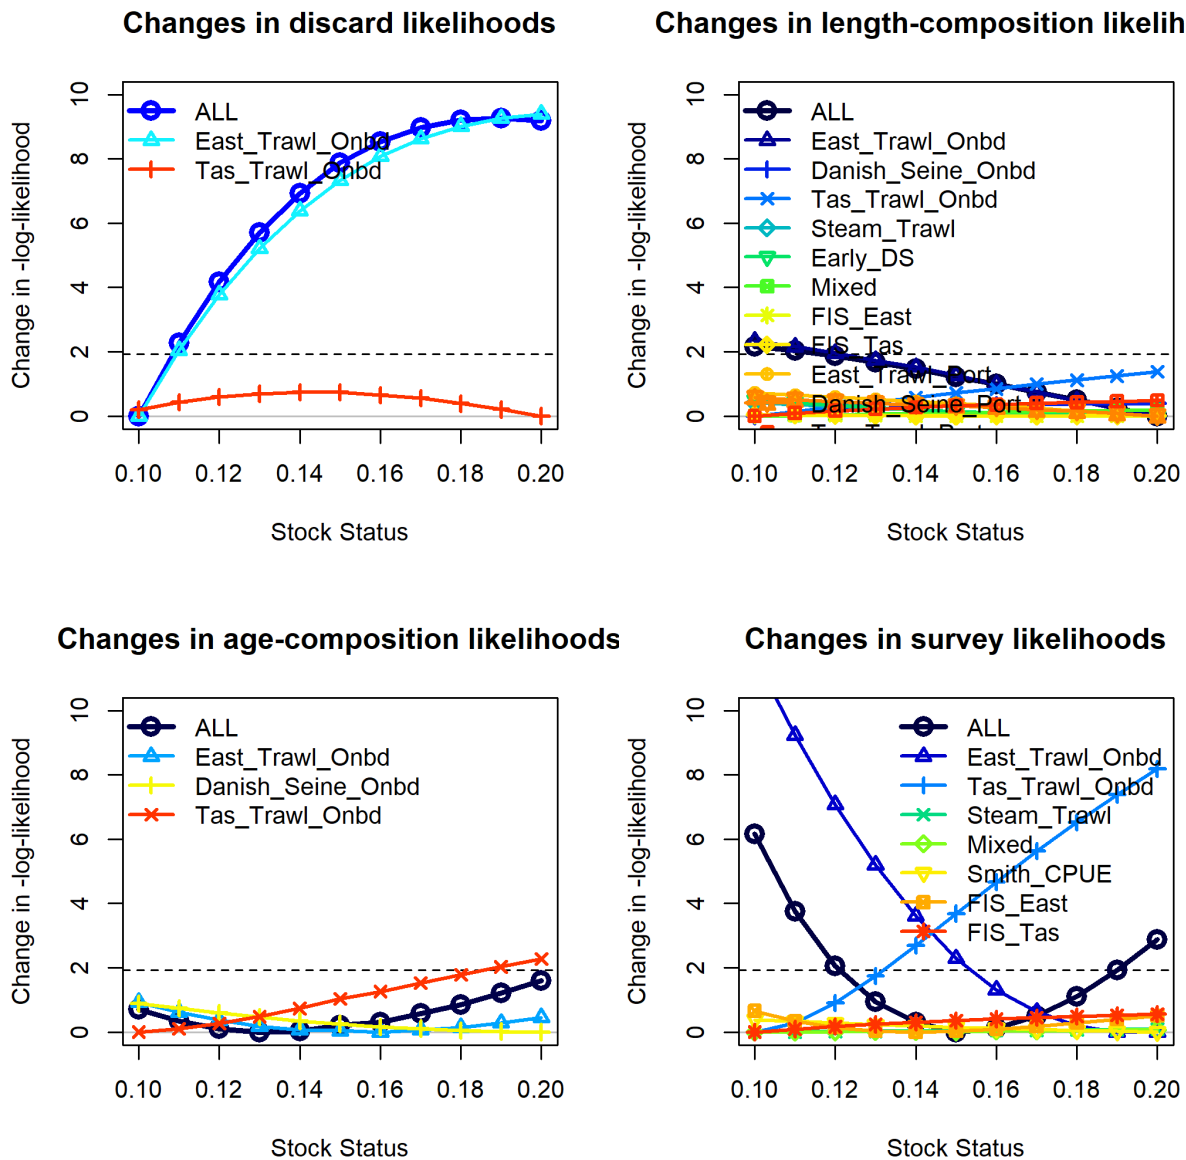 Changes in discard likelihoods
Change in -log-likelihood
10
8
6
4
2
0
ALL
East_Trawl_Onbd
Tas_Trawl_Onbd
0.10 0.12 0.14 0.16 0.18 0.20
Stock Status
Changes in length-composition likelih
Change in -log-likelihood
10
8
6
4
2
0
ALL
East_Trawl_Onbd
Danish_Seine_Onbd
Tas_Trawl_Onbd
Steam_Trawl
Early_DS
Mixed
FIS_East
FIS_Tas
East_Trawl_Port
Danish_Seine_Port
0.10 0.12 0.14 0.16 0.18 0.20
Stock Status
Changes in age-composition likelihoods
Change in -log-likelihood
10
8
6
4
2
0
ALL
East_Trawl_Onbd
Danish_Seine_Onbd
Tas_Trawl_Onbd
0.10 0.12 0.14 0.16 0.18 0.20
Stock Status
Changes in survey likelihoods
Change in -log-likelihood
10
8
6
4
2
0
ALL
East_Trawl_Onbd
Tas_Trawl_Onbd
Steam_Trawl
Mixed
Smith_CPUE
FIS_East
FIS_Tas
0.10 0.12 0.14 0.16 0.18 0.20
Stock Status